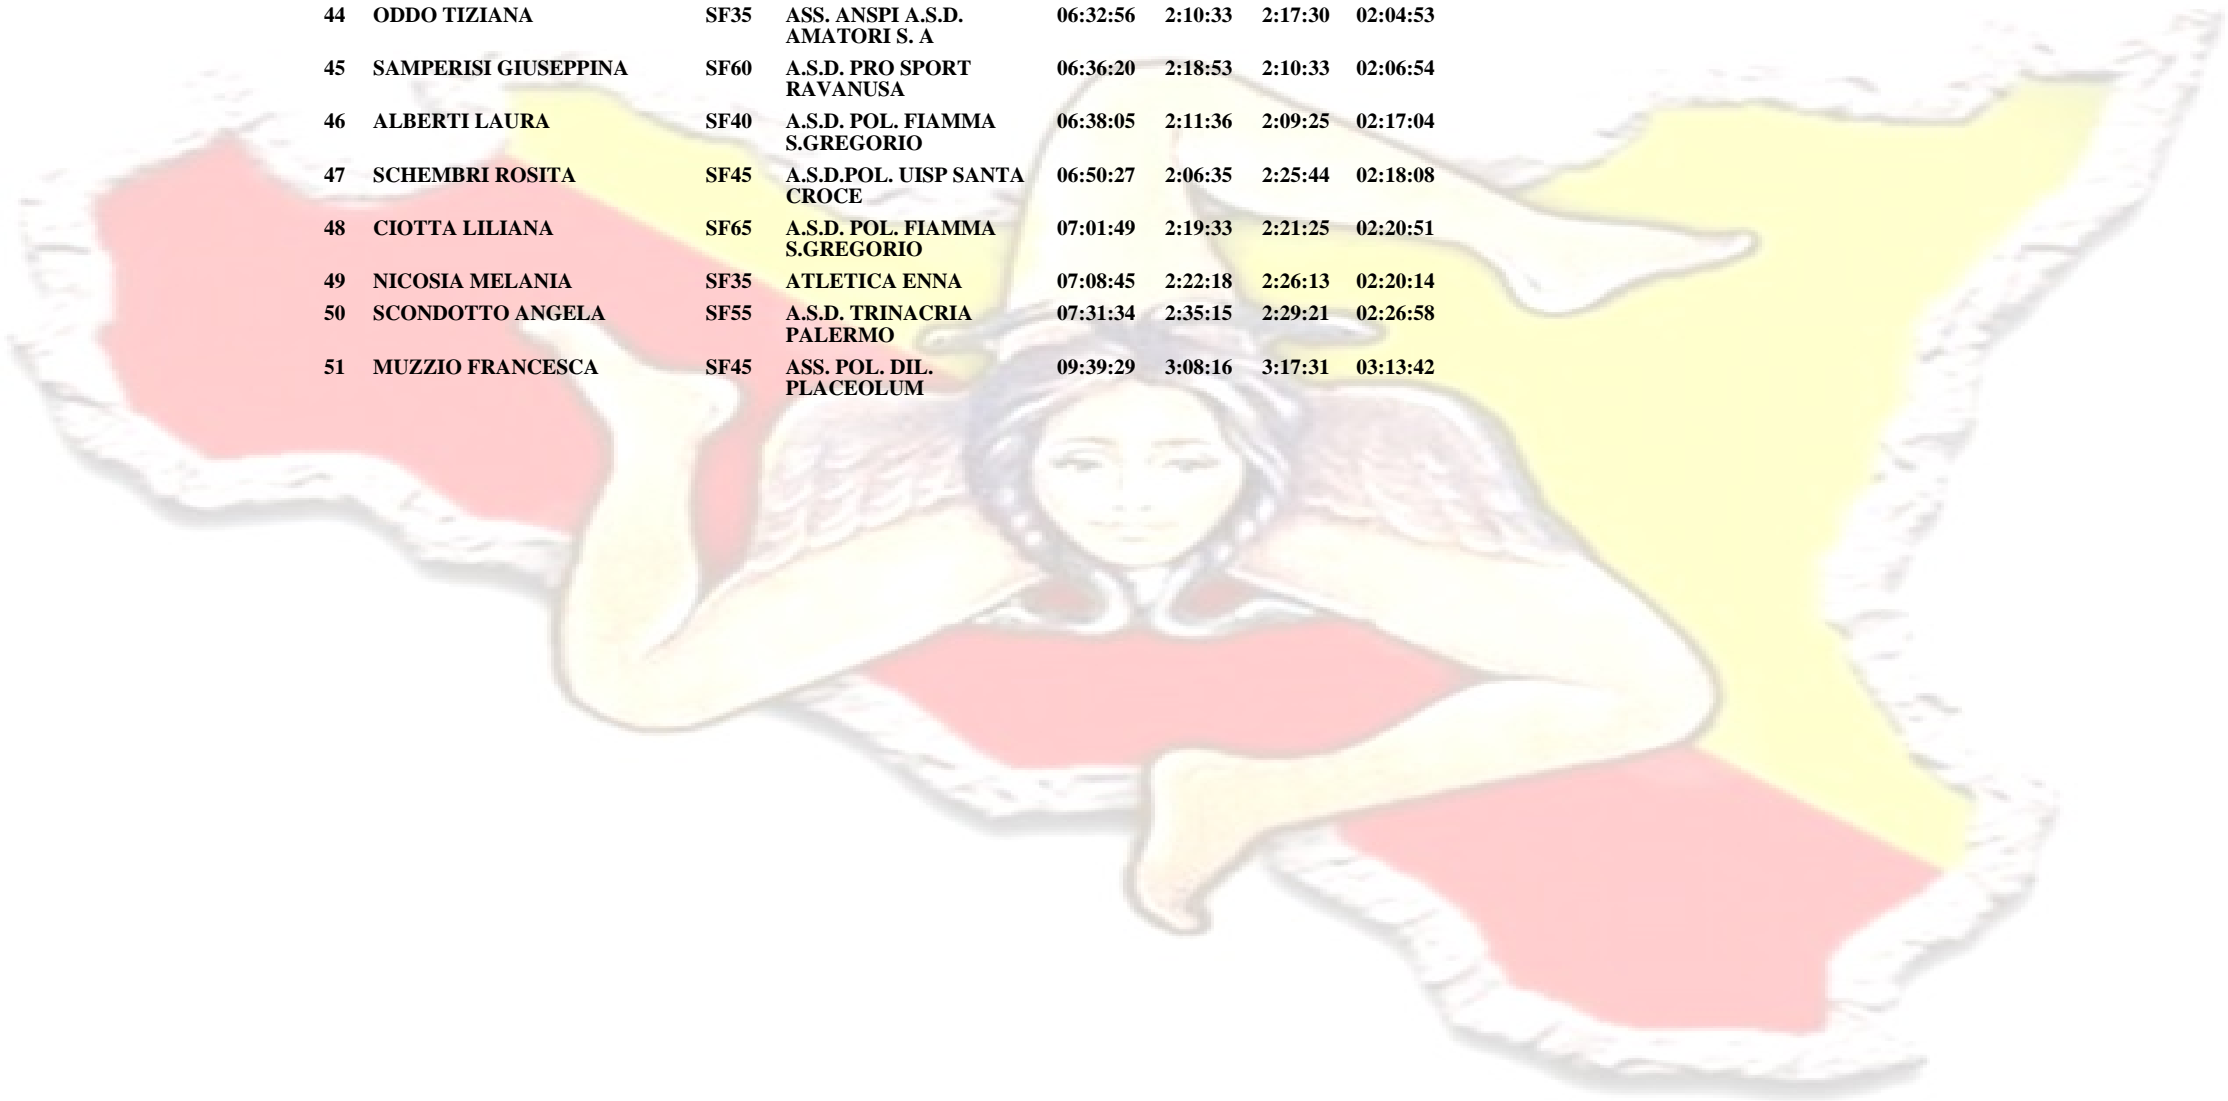 44 ODDO TIZIANA SF35 ASS. ANSPI A.S.D. 06:32:56 2:10:33 2:17:30 02:04:53
AMATORI S. A
45 SAMPERISI GIUSEPPINA SF60 A.S.D. PRO SPORT 06:36:20 2:18:53 2:10:33 02:06:54
RAVANUSA
46 ALBERTI LAURA SF40 A.S.D. POL. FIAMMA 06:38:05 2:11:36 2:09:25 02:17:04
S.GREGORIO
47 SCHEMBRI ROSITA SF45 A.S.D.POL. UISP SANTA 06:50:27 2:06:35 2:25:44 02:18:08
CROCE
48 CIOTTA LILIANA SF65 A.S.D. POL. FIAMMA 07:01:49 2:19:33 2:21:25 02:20:51
S.GREGORIO
49 NICOSIA MELANIA SF35 ATLETICA ENNA 07:08:45 2:22:18 2:26:13 02:20:14
50 SCONDOTTO ANGELA SF55 A.S.D. TRINACRIA 07:31:34 2:35:15 2:29:21 02:26:58
PALERMO
51 MUZZIO FRANCESCA SF45 ASS. POL. DIL. 09:39:29 3:08:16 3:17:31 03:13:42
PLACEOLUM